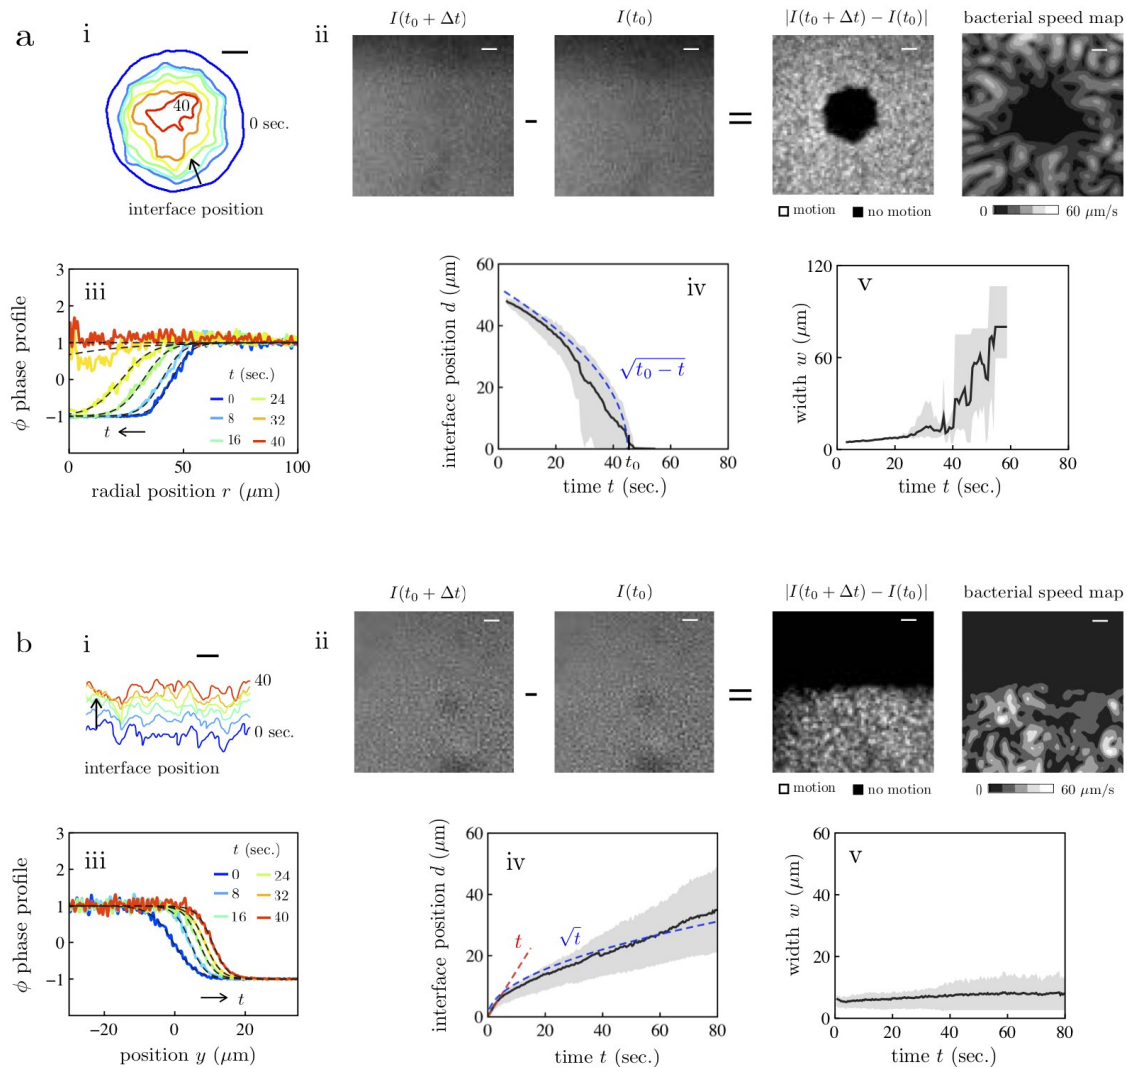 a
i
40
0 sec.
interface position
ii
I(t₀ + Δt)
-
I(t₀)
=
|I(t₀ + Δt) − I(t₀)|
motion
no motion
bacterial speed map
0
60 μm/s
iii
ϕ phase profile
3
2
1
0
−1
t (sec.)
0
24
8
32
16
40
t
0
50
100
radial position r (μm)
iv
interface position d (μm)
60
40
20
0
√t₀ − t
0
20
40
t₀
60
80
time t (sec.)
v
width w (μm)
120
60
0
0
20
40
60
80
time t (sec.)
b
i
40
0 sec.
interface position
ii
I(t₀ + Δt)
-
I(t₀)
=
|I(t₀ + Δt) − I(t₀)|
motion
no motion
bacterial speed map
0
60 μm/s
iii
ϕ phase profile
3
2
1
0
−1
t (sec.)
0
24
8
32
16
40
t
−20
0
20
position y (μm)
iv
interface position d (μm)
60
40
20
0
t
√t
0
20
40
60
80
time t (sec.)
v
width w (μm)
60
40
20
0
0
20
40
60
80
time t (sec.)